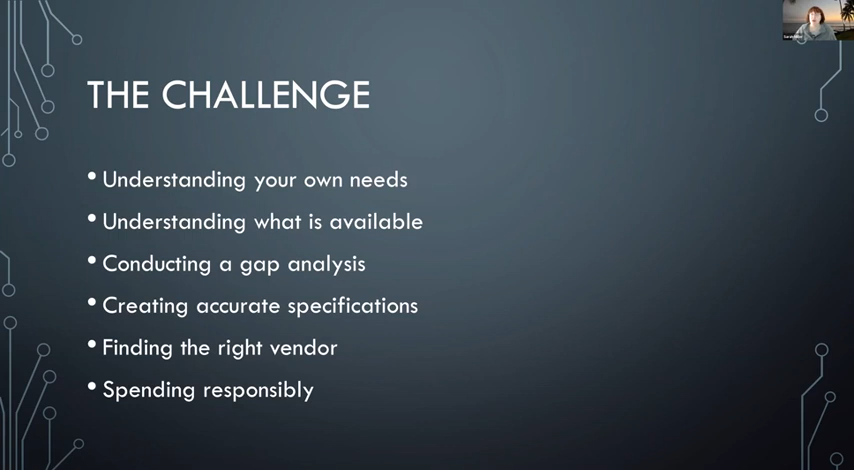 THE CHALLENGE
• Understanding your own needs
• Understanding what is available
• Conducting a gap analysis
• Creating accurate specifications
• Finding the right vendor
• Spending responsibly